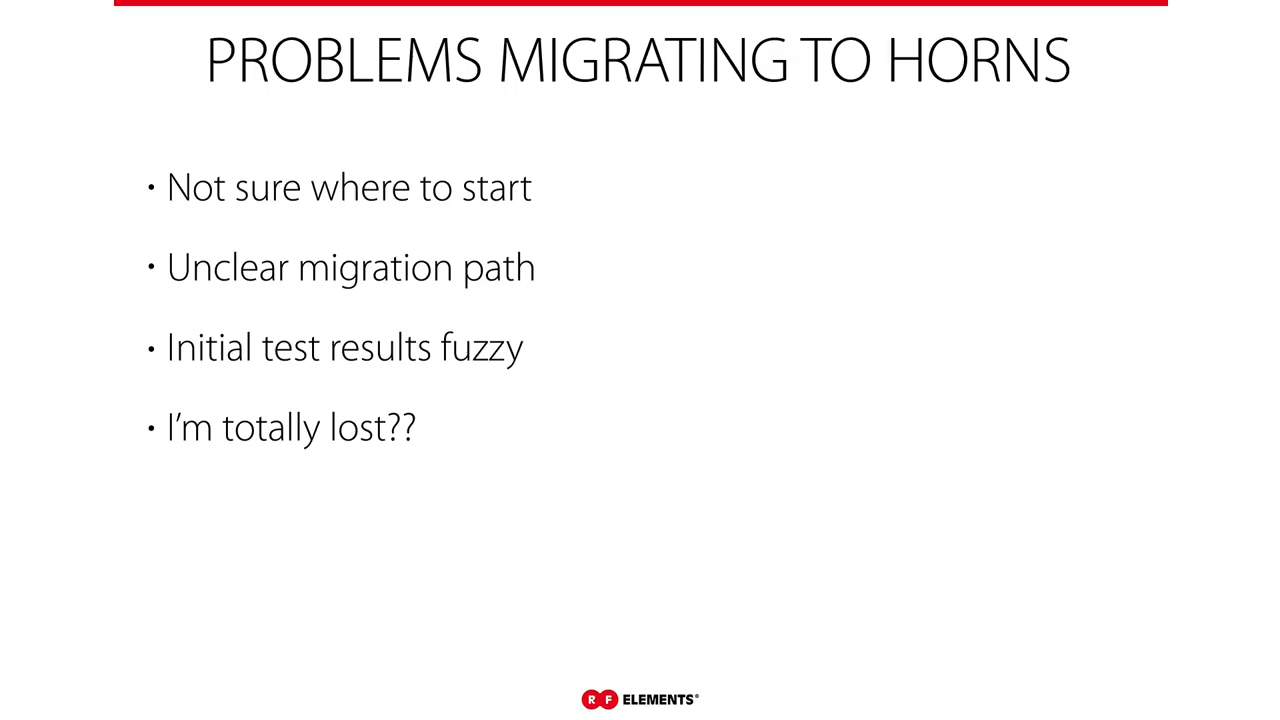 PROBLEMS MIGRATING TO HORNS
• Not sure where to start
• Unclear migration path
• Initial test results fuzzy
• I'm totally lost??
RF ELEMENTS®